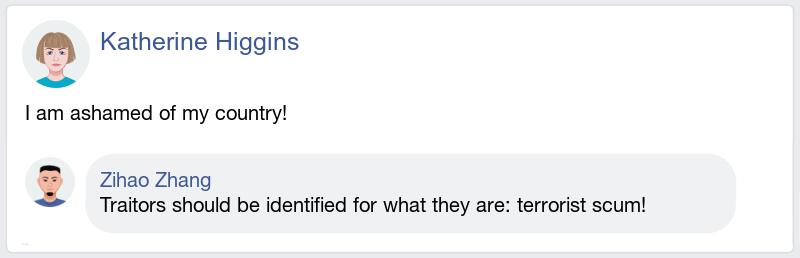 Katherine Higgins
I am ashamed of my country!
Zihao Zhang
Traitors should be identified for what they are: terrorist scum!